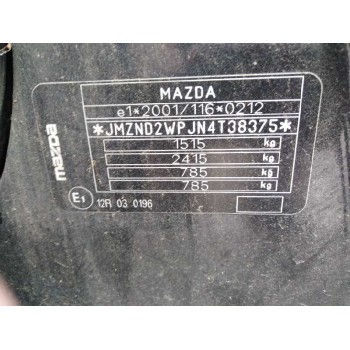 MAZDA
e1*2001/116*0212
*JMZND2WPJN4T38375*
1515 kg
2415 kg
785 kg
785 kg
mazda
E1
12R 03 0196